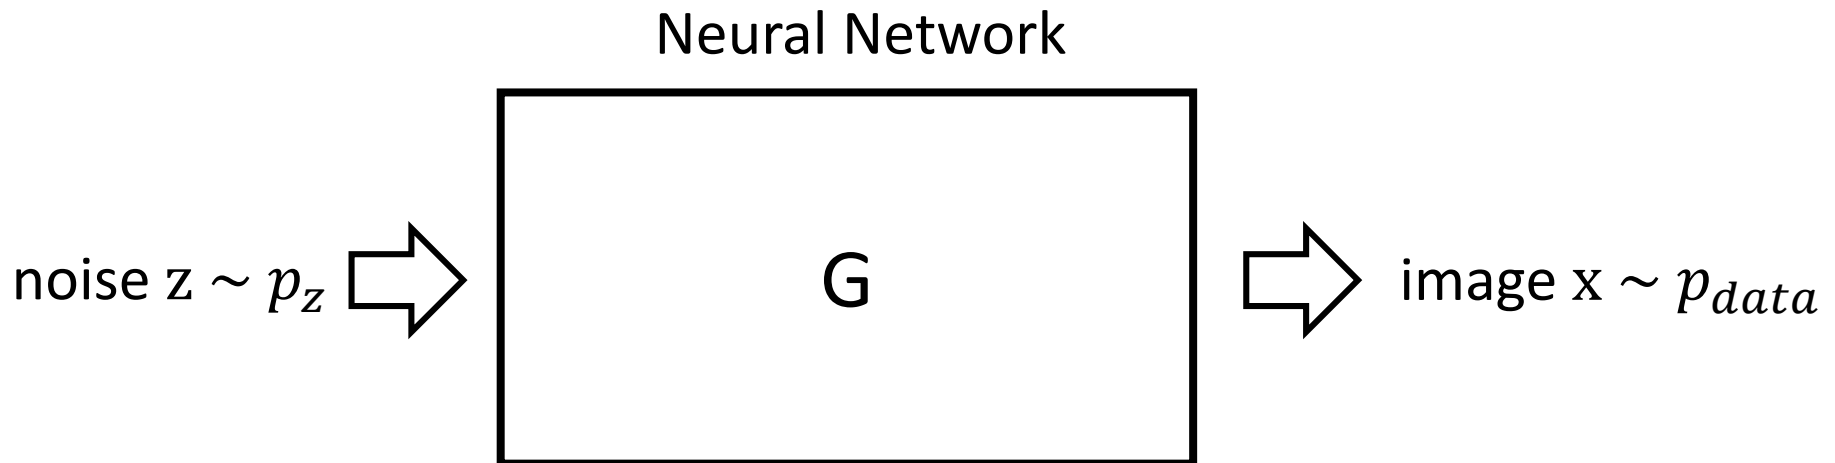 Neural Network
noise z ~ p_z
G
image x ~ p_data